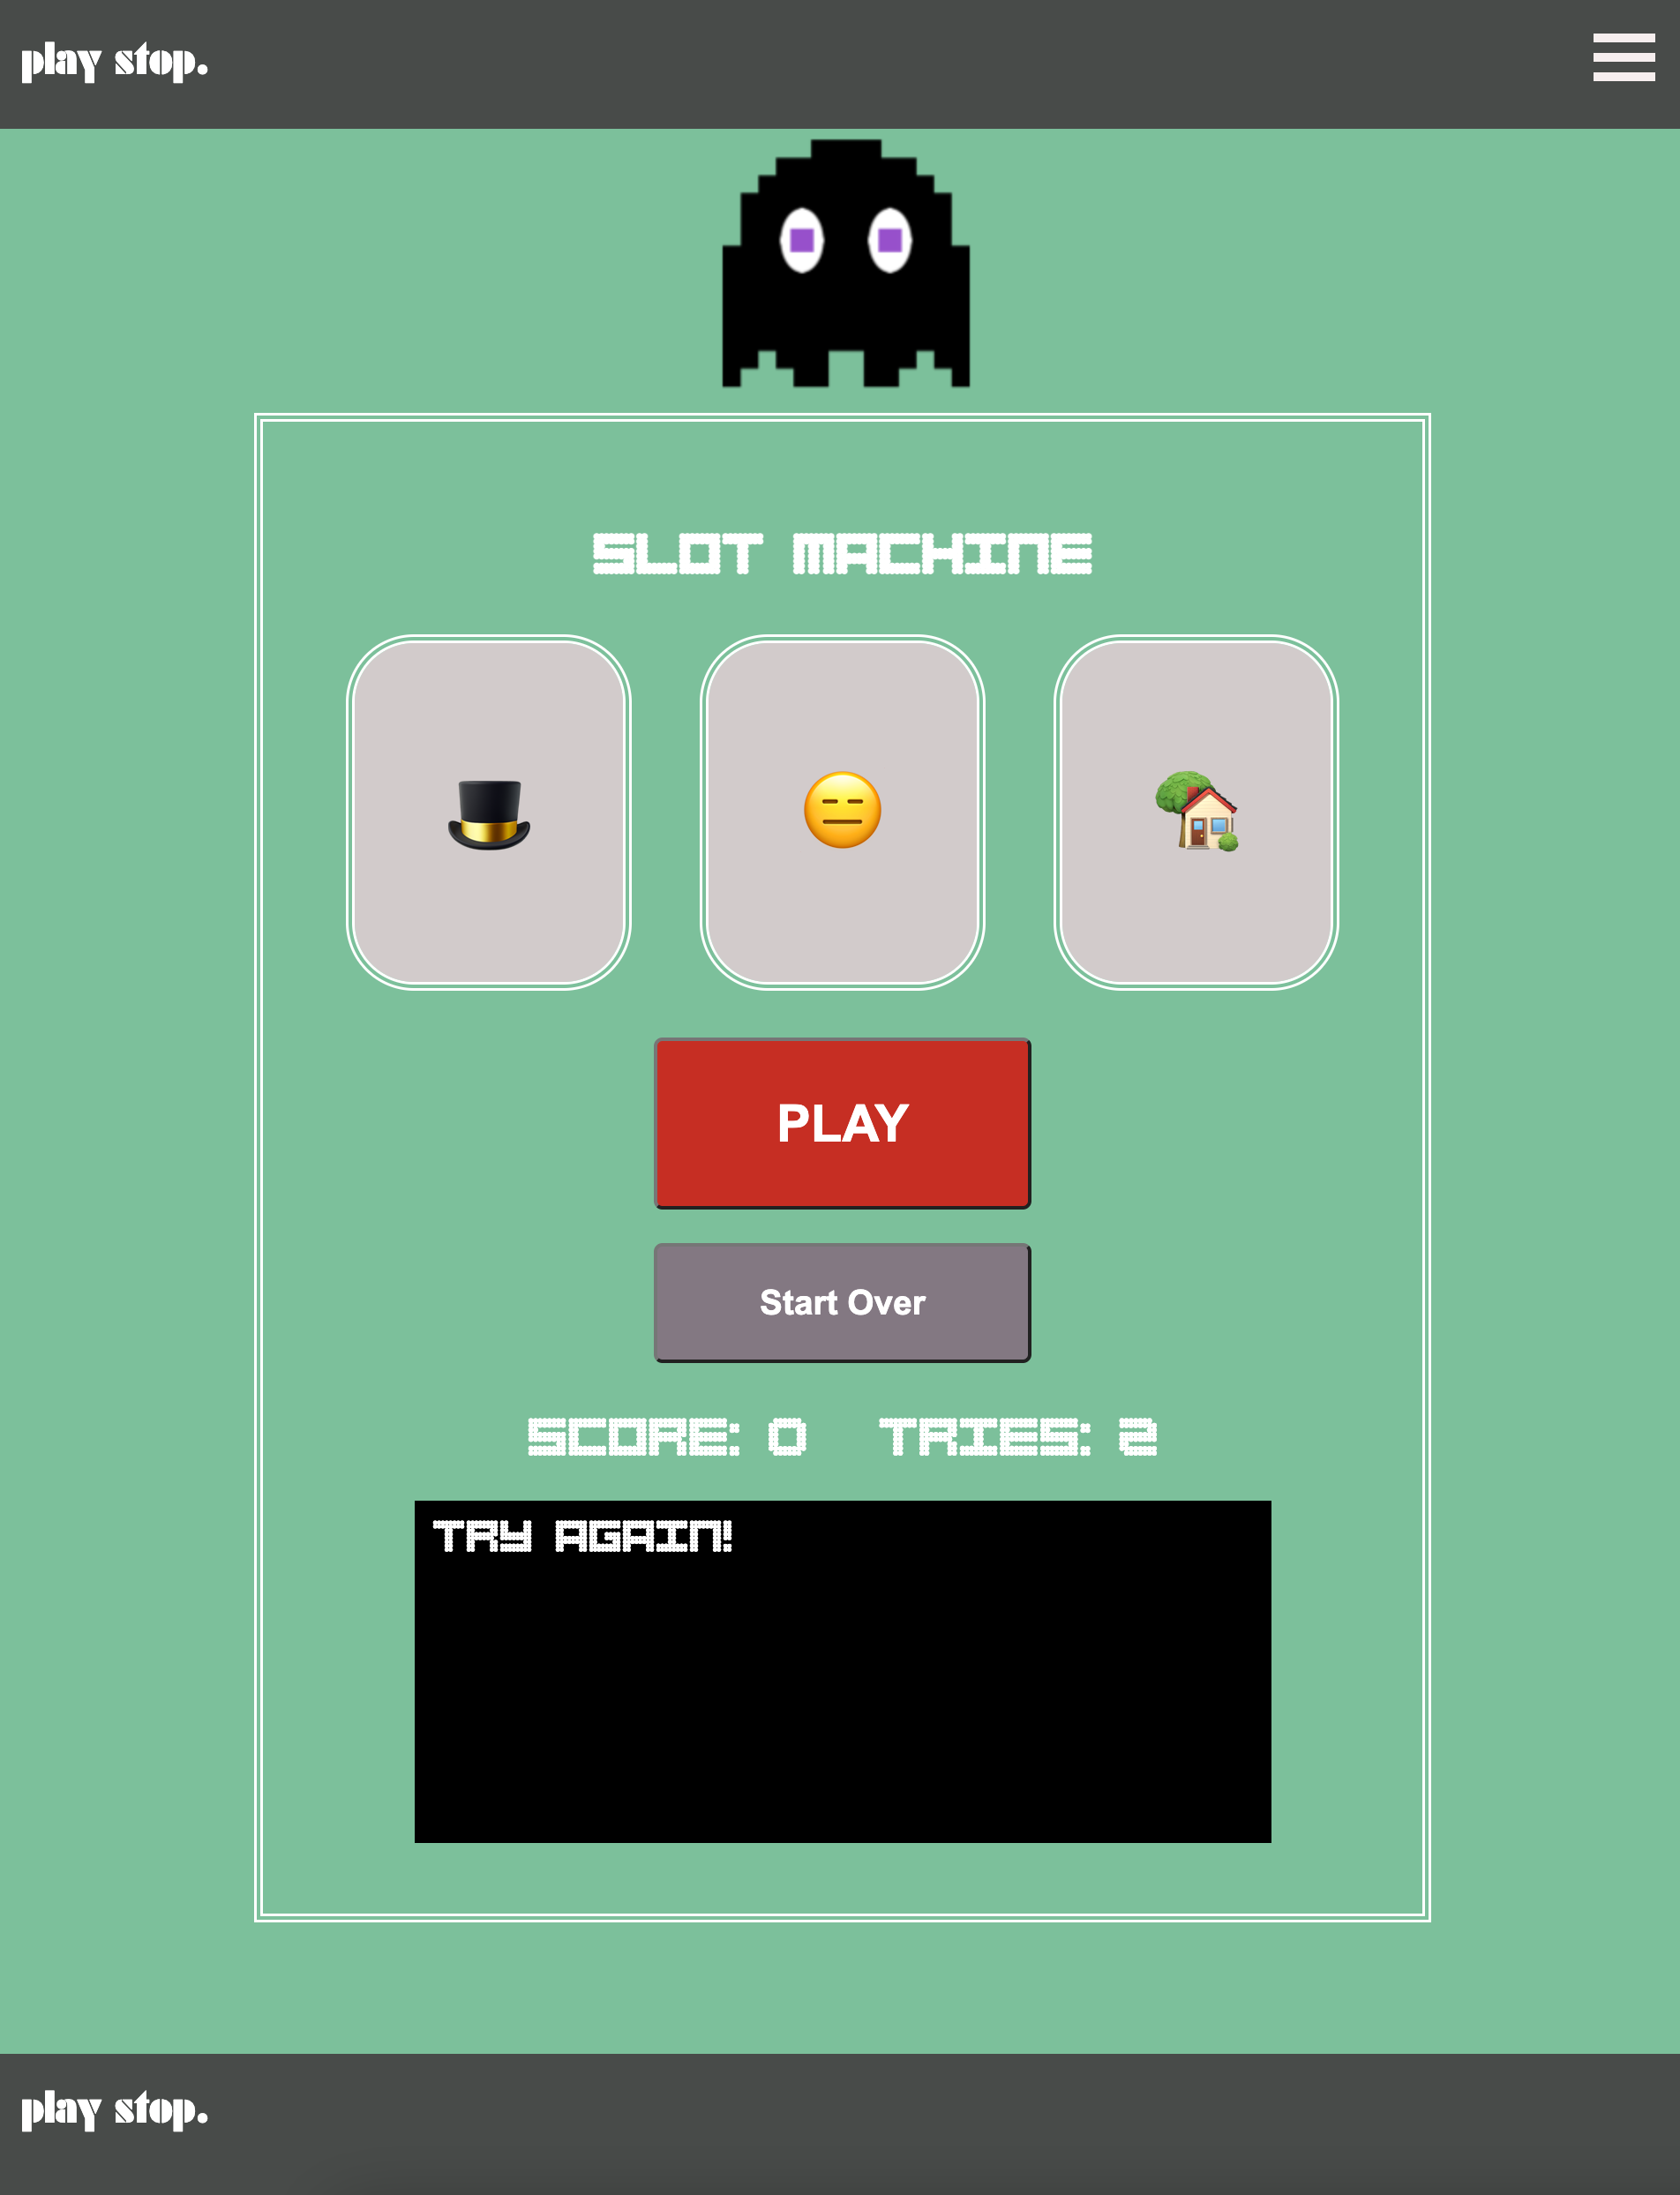 play stop.
SLOT MACHINE
PLAY
Start Over
SCORE: 0 TRIES: 2
TRY AGAIN!
play stop.